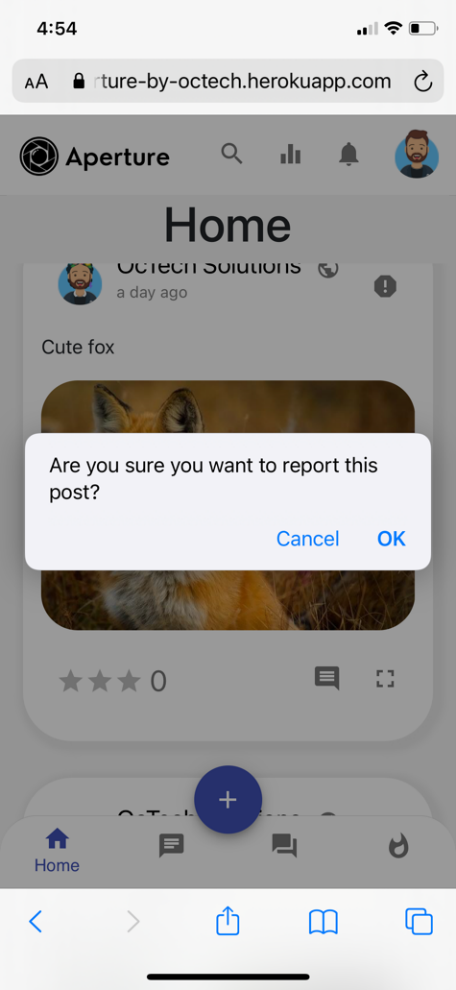 4:54
AA rture-by-octech.herokuapp.com
Aperture
Home
OcTech Solutions
a day ago
Cute fox
Are you sure you want to report this
post?
Cancel OK
0
+
Home